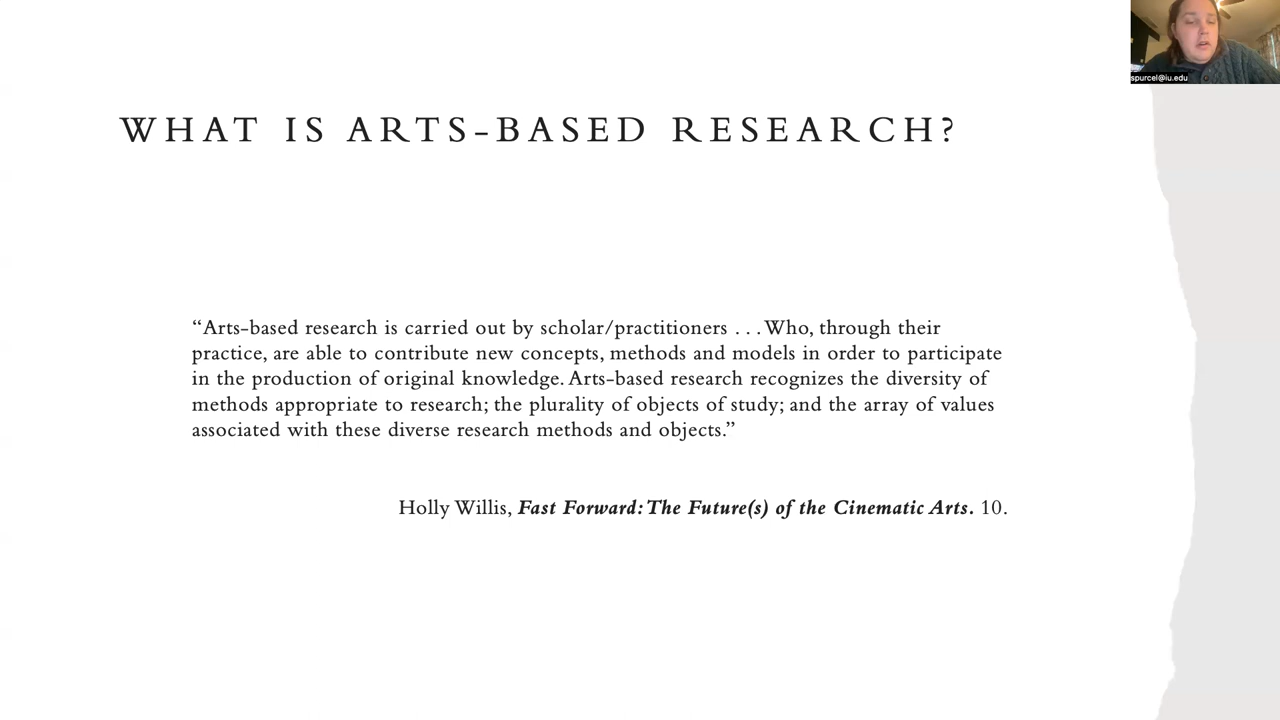 WHAT IS ARTS-BASED RESEARCH?
spurcel@iu.edu
“Arts-based research is carried out by scholar/practitioners . . . Who, through their
practice, are able to contribute new concepts, methods and models in order to participate
in the production of original knowledge. Arts-based research recognizes the diversity of
methods appropriate to research; the plurality of objects of study; and the array of values
associated with these diverse research methods and objects.”
Holly Willis, Fast Forward: The Future(s) of the Cinematic Arts. 10.